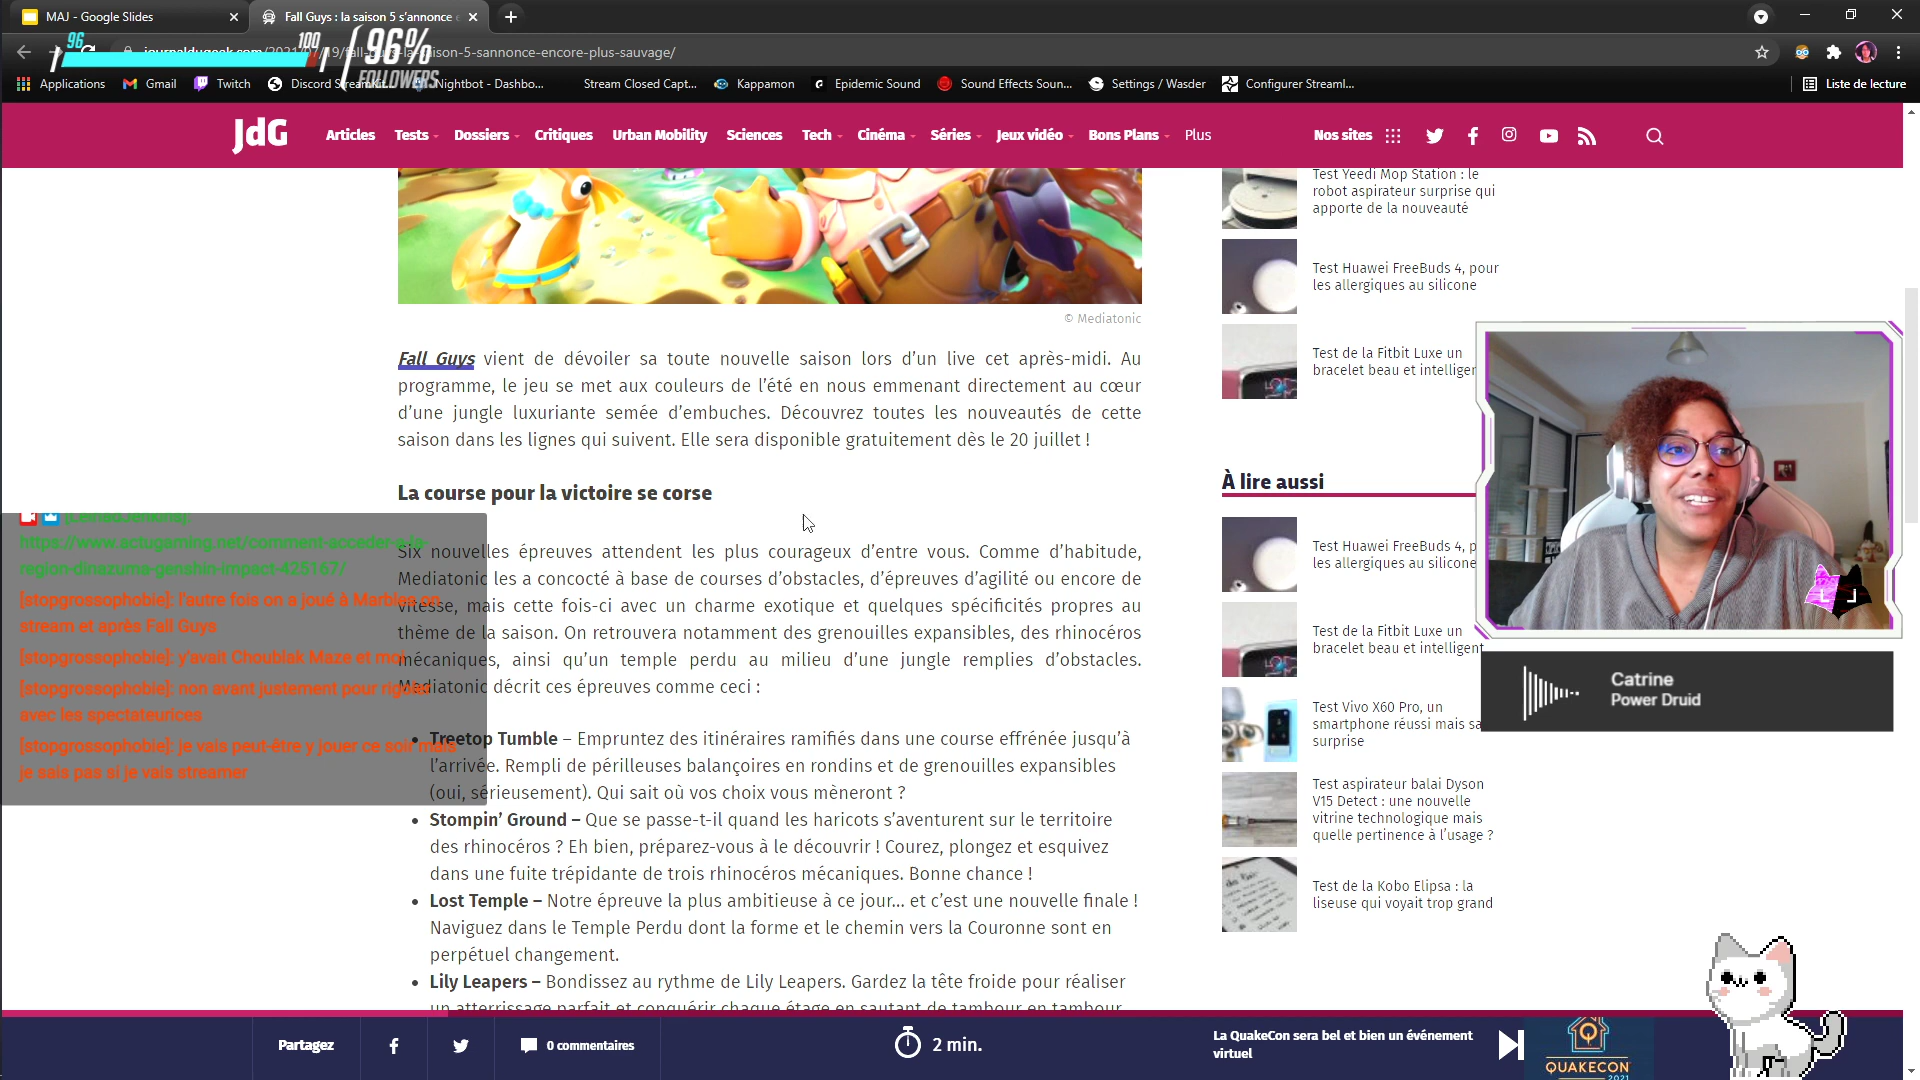 MAJ - Google Slides
Fall Guys : la saison 5 s'annonce e
96
100
96%
FOLLOWERS
-saison-5-sannonce-encore-plus-sauvage/
Applications
Gmail
Twitch
Discord
Nightbot - Dashbo...
Stream Closed Capt...
Kappamon
Epidemic Sound
Sound Effects Soun...
Settings / Wasder
Configurer Streaml...
Liste de lecture
JdG
Articles
Tests
Dossiers
Critiques
Urban Mobility
Sciences
Tech
Cinéma
Séries
Jeux vidéo
Bons Plans
Plus
Nos sites
© Mediatonic
Fall Guys vient de dévoiler sa toute nouvelle saison lors d'un live cet après-midi. Au
programme, le jeu se met aux couleurs de l'été en nous emmenant directement au cœur
d'une jungle luxuriante semée d'embuches. Découvrez toutes les nouveautés de cette
saison dans les lignes qui suivent. Elle sera disponible gratuitement dès le 20 juillet !
La course pour la victoire se corse
Six nouvelles épreuves attendent les plus courageux d'entre vous. Comme d'habitude,
Mediatonic les a concocté à base de courses d'obstacles, d'épreuves d'agilité ou encore de
vitesse, mais cette fois-ci avec un charme exotique et quelques spécificités propres au
thème de la saison. On retrouvera notamment des grenouilles expansibles, des rhinocéros
mécaniques, ainsi qu'un temple perdu au milieu d'une jungle remplies d'obstacles.
Mediatonic décrit ces épreuves comme ceci :
• Treetop Tumble – Empruntez des itinéraires ramifiés dans une course effrénée jusqu'à
l'arrivée. Rempli de périlleuses balançoires en rondins et de grenouilles expansibles
(oui, sérieusement). Qui sait où vos choix vous mèneront ?
• Stompin' Ground – Que se passe-t-il quand les haricots s'aventurent sur le territoire
des rhinocéros ? Eh bien, préparez-vous à le découvrir ! Courez, plongez et esquivez
dans une fuite trépidante de trois rhinocéros mécaniques. Bonne chance !
• Lost Temple – Notre épreuve la plus ambitieuse à ce jour... et c'est une nouvelle finale !
Naviguez dans le Temple Perdu dont la forme et le chemin vers la Couronne sont en
perpétuel changement.
• Lily Leapers – Bondissez au rythme de Lily Leapers. Gardez la tête froide pour réaliser
un atterrissage parfait et conquérir chaque étage en sautant de tambour en tambour
https://www.actugaming.net/comment-acceder-a-la-
region-dinazuma-genshin-impact-425167/
[stopgrossophobie]: l'autre fois on a joué à Marbles on
stream et après Fall Guys
[stopgrossophobie]: y'avait Choublak Maze et moi
[stopgrossophobie]: non avant justement pour rigoler
avec les spectateurices
[stopgrossophobie]: je vais peut-être y jouer ce soir mais
je sais pas si je vais streamer
Test Yeedi Mop Station : le
robot aspirateur surprise qui
apporte de la nouveauté
Test Huawei FreeBuds 4, pour
les allergiques au silicone
Test de la Fitbit Luxe un
bracelet beau et intelligen
À lire aussi
Test Huawei FreeBuds 4, p
les allergiques au silicone
Test de la Fitbit Luxe un
bracelet beau et intelligent
Test Vivo X60 Pro, un
smartphone réussi mais sa
surprise
Test aspirateur balai Dyson
V15 Detect : une nouvelle
vitrine technologique mais
quelle pertinence à l'usage ?
Test de la Kobo Elipsa : la
liseuse qui voyait trop grand
L J
Catrine
Power Druid
Partagez
0 commentaires
2 min.
La QuakeCon sera bel et bien un événement
virtuel
QUAKECON
2021